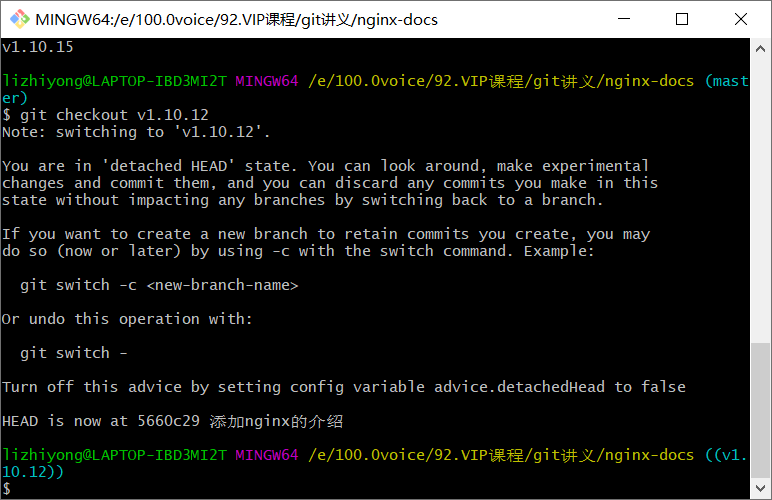 MINGW64:/e/100.0voice/92.VIP课程/git讲义/nginx-docs
v1.10.15
lizhiyong@LAPTOP-IBD3MI2T MINGW64 /e/100.0voice/92.VIP课程/git讲义/nginx-docs (mast
er)
$ git checkout v1.10.12
Note: switching to 'v1.10.12'.
You are in 'detached HEAD' state. You can look around, make experimental
changes and commit them, and you can discard any commits you make in this
state without impacting any branches by switching back to a branch.
If you want to create a new branch to retain commits you create, you may
do so (now or later) by using -c with the switch command. Example:
git switch -c <new-branch-name>
Or undo this operation with:
git switch -
Turn off this advice by setting config variable advice.detachedHead to false
HEAD is now at 5660c29 添加nginx的介绍
lizhiyong@LAPTOP-IBD3MI2T MINGW64 /e/100.0voice/92.VIP课程/git讲义/nginx-docs ((v1.
10.12))
$